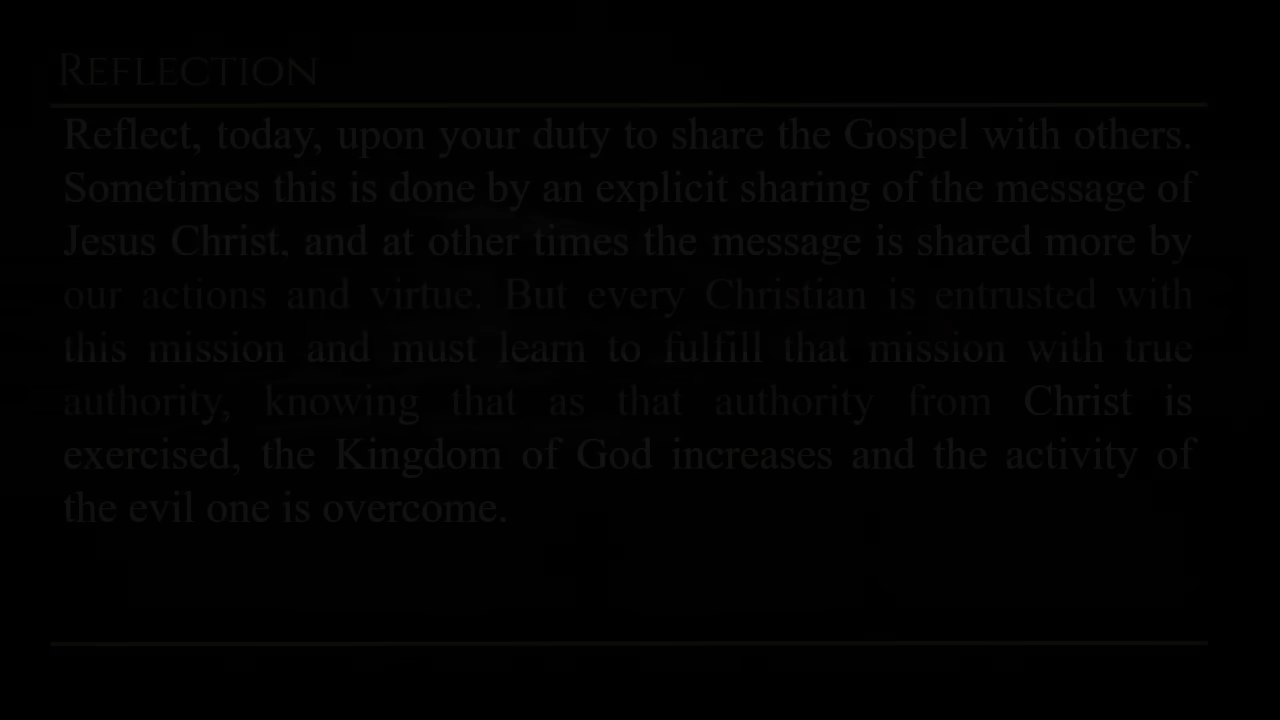 Reflection
Reflect, today, upon your duty to share the Gospel with others.
Sometimes this is done by an explicit sharing of the message of
Jesus Christ, and at other times the message is shared more by
our actions and virtue. But every Christian is entrusted with
this mission and must learn to fulfill that mission with true
authority, knowing that as that authority from Christ is
exercised, the Kingdom of God increases and the activity of
the evil one is overcome.